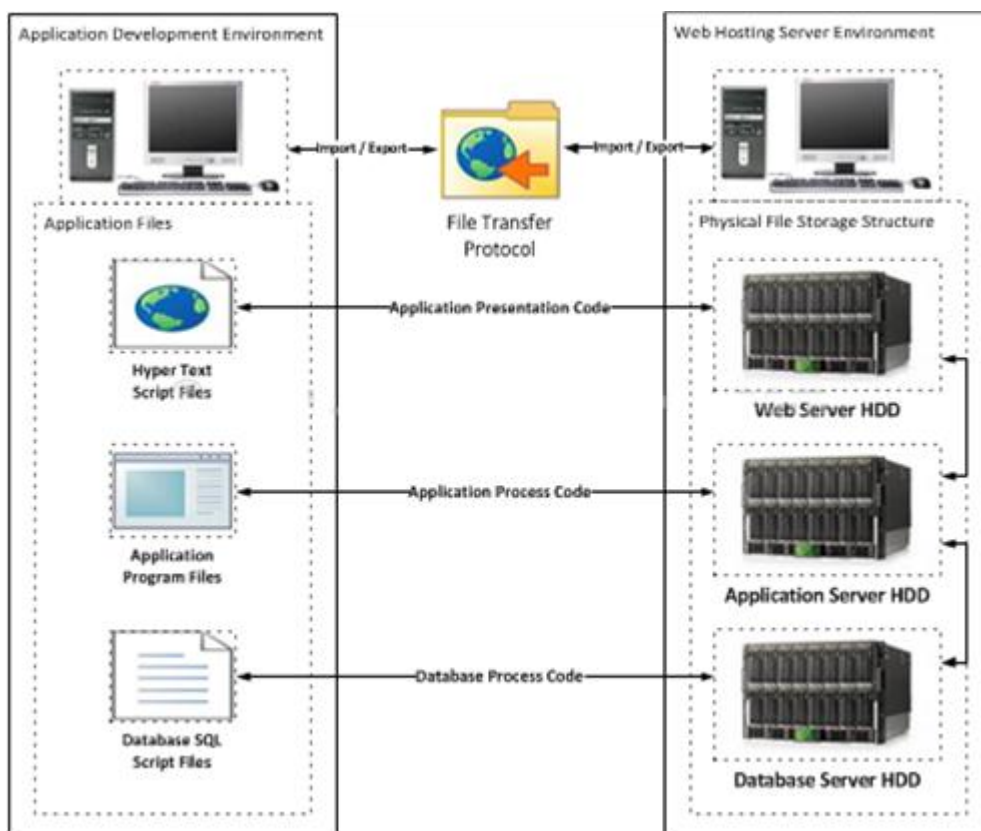 Application Development Environment
Web Hosting Server Environment
Import / Export
Import / Export
File Transfer
Protocol
Application Files
Physical File Storage Structure
Application Presentation Code
Hyper Text
Script Files
Web Server HDD
Application Process Code
Application
Program Files
Application Server HDD
Database Process Code
Database SQL
Script Files
Database Server HDD